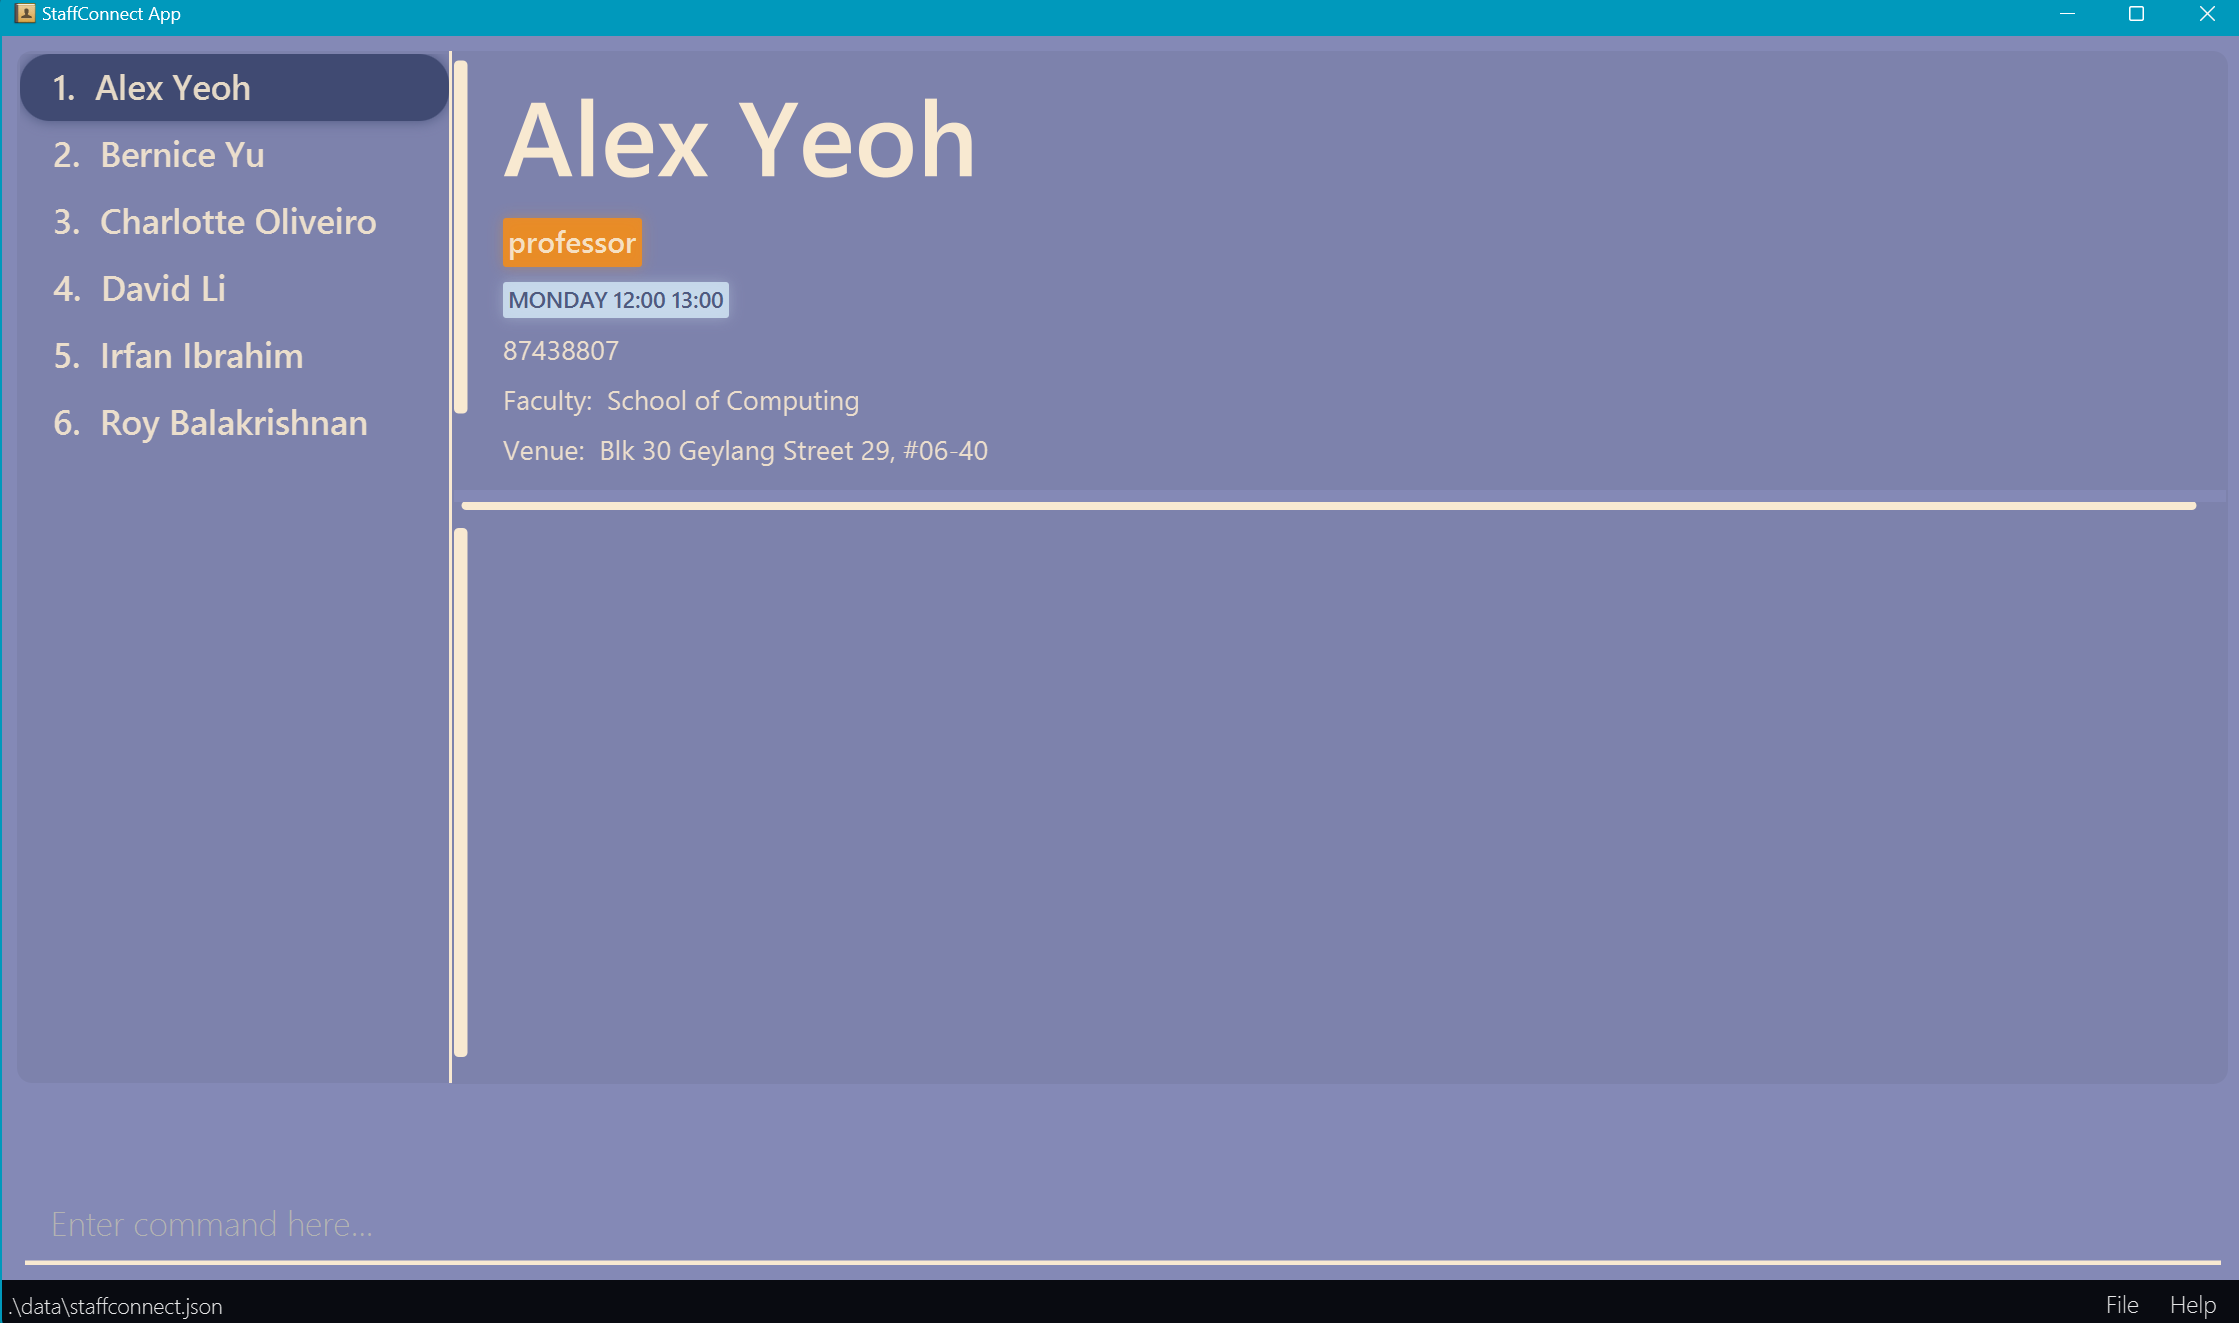 StaffConnect App
1. Alex Yeoh
2. Bernice Yu
3. Charlotte Oliveiro
4. David Li
5. Irfan Ibrahim
6. Roy Balakrishnan
Alex Yeoh
professor
MONDAY 12:00 13:00
87438807
Faculty: School of Computing
Venue: Blk 30 Geylang Street 29, #06-40
Enter command here...
.\data\staffconnect.json
File Help